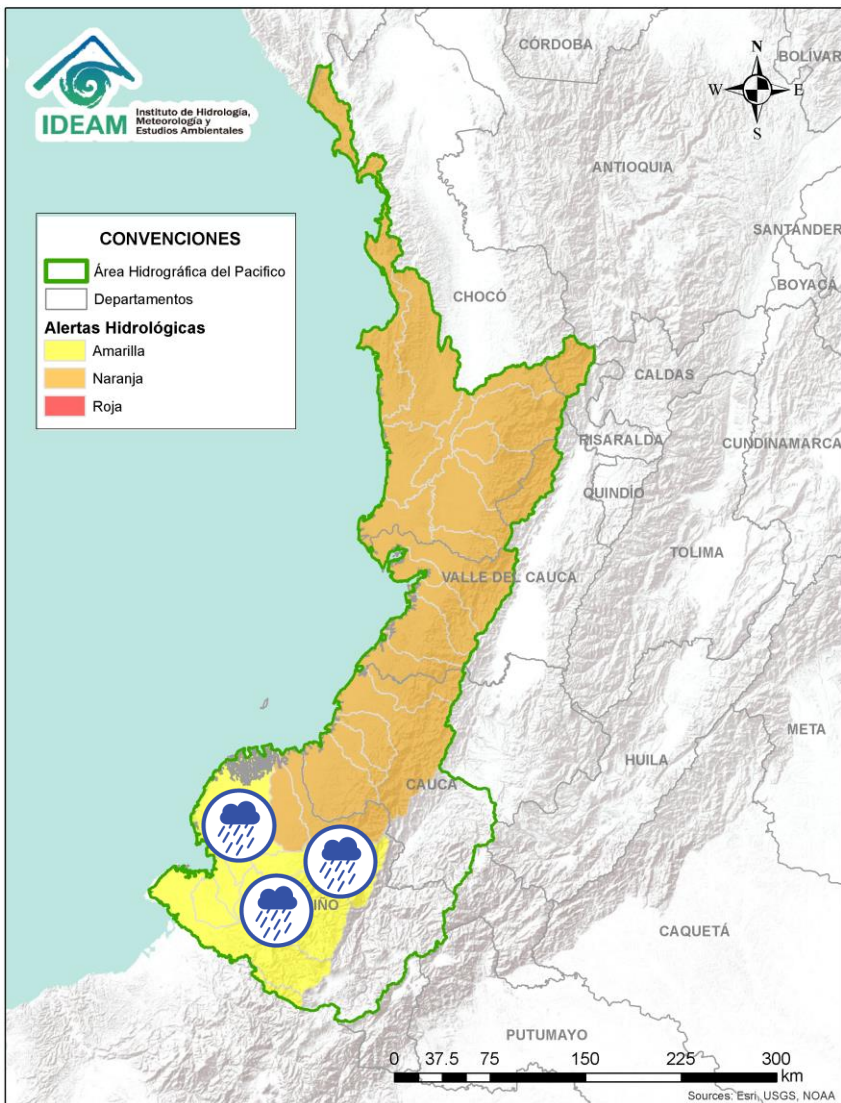 IDEAM
Instituto de Hidrología,
Meteorología y
Estudios Ambientales
CÓRDOBA
BOLÍVAR
N
W
E
S
ANTIOQUIA
SANTANDER
BOYACÁ
CONVENCIONES
Área Hidrográfica del Pacifico
Departamentos
Alertas Hidrológicas
Amarilla
Naranja
Roja
CHOCÓ
CALDAS
RISARALDA
CUNDINAMARCA
QUINDÍO
TOLIMA
VALLE DEL CAUCA
META
HUILA
CAUCA
IÑO
CAQUETÁ
PUTUMAYO
0 37.5 75 150 225 300
km
Sources: Esri, USGS, NOAA